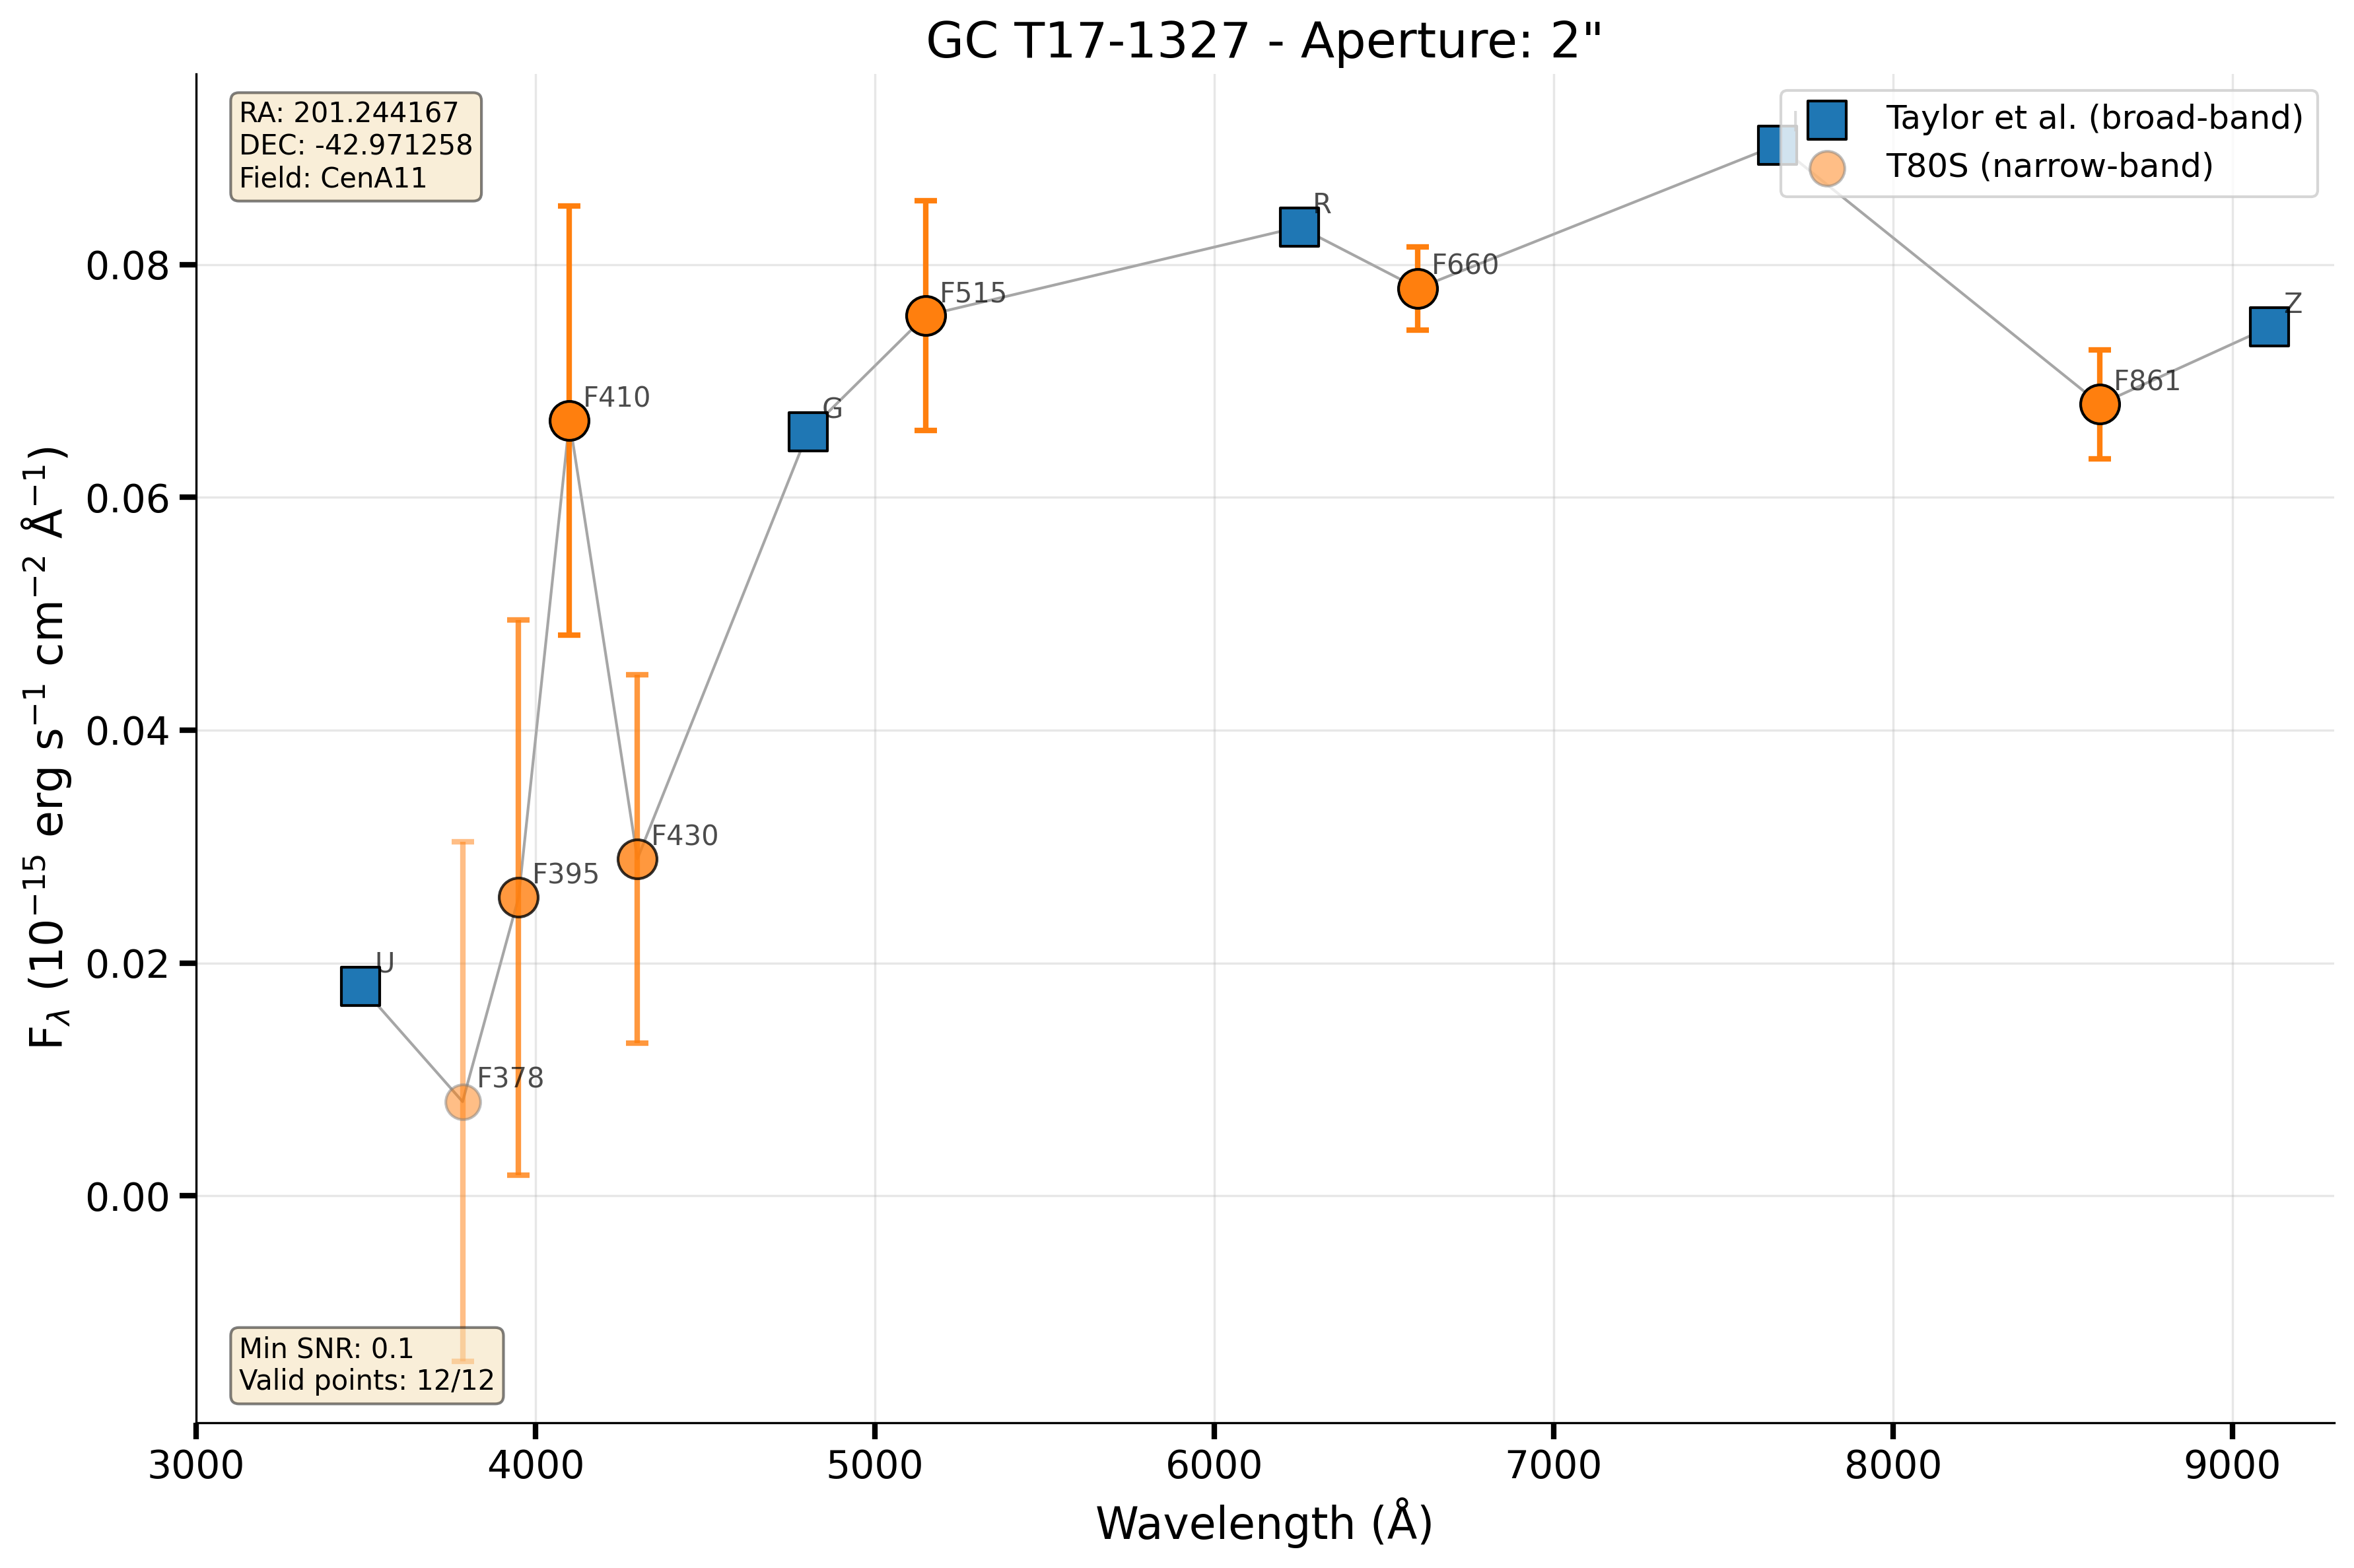 GC T17-1327 - Aperture: 2"
RA: 201.244167
DEC: -42.971258
Field: CenA11
Taylor et al. (broad-band)
T80S (narrow-band)
R
F660
F515
Z
F861
F410
G
F430
F395
U
F378
0.08
0.06
0.04
0.02
0.00
F_λ (10⁻¹⁵ erg s⁻¹ cm⁻² Å⁻¹)
Min SNR: 0.1
Valid points: 12/12
3000 4000 5000 6000 7000 8000 9000
Wavelength (Å)